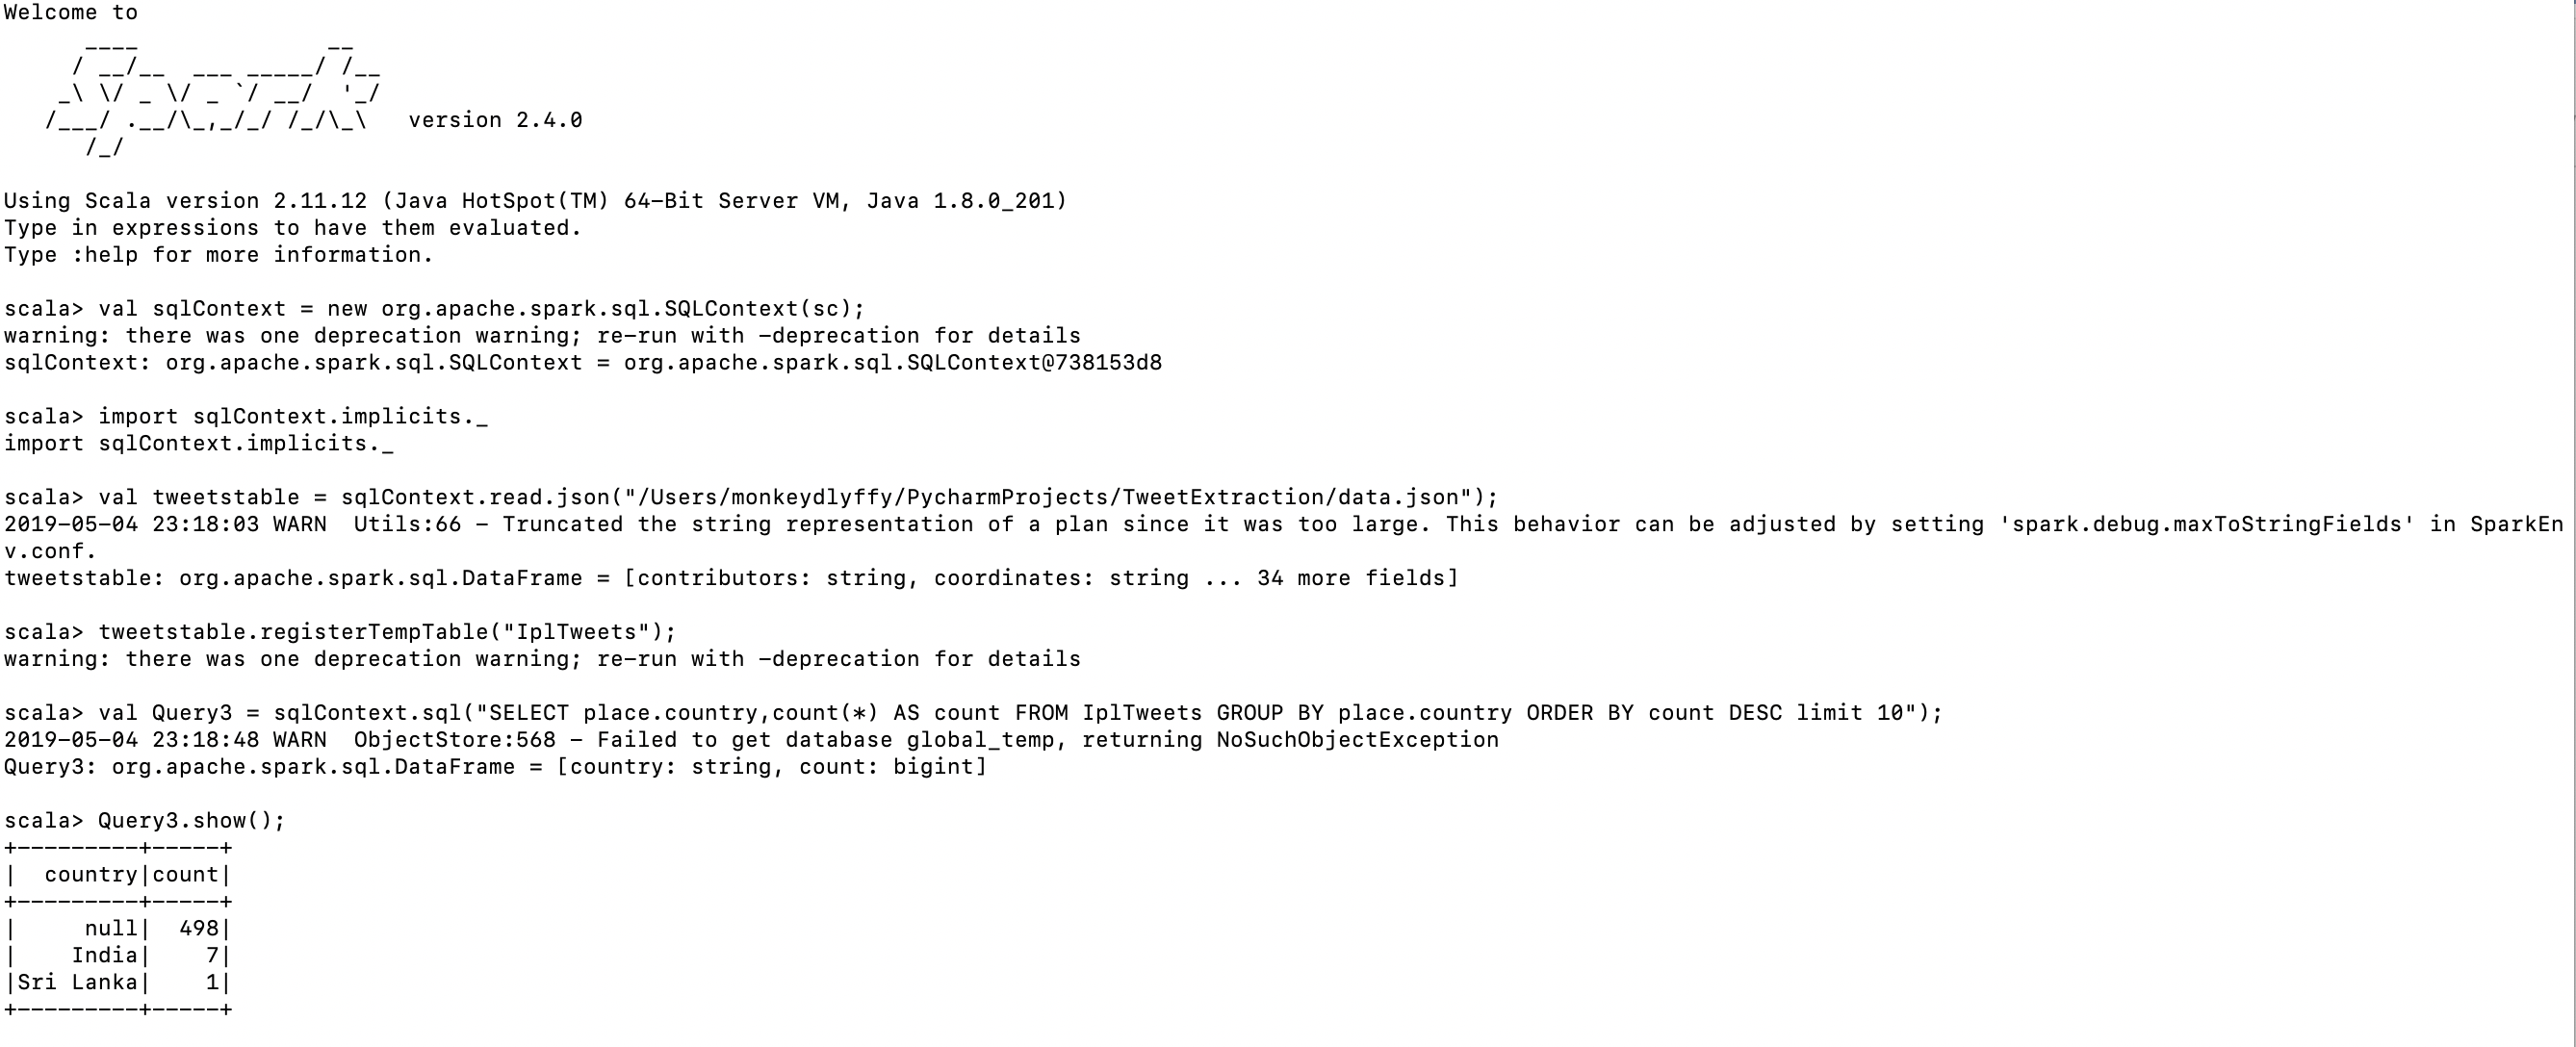 Welcome to
      ____              __
     / __/__  ___ _____/ /__
    _\ \/ _ \/ _ `/ __/  '_/
   /___/ .__/\_,_/_/ /_/\_\   version 2.4.0
      /_/

Using Scala version 2.11.12 (Java HotSpot(TM) 64-Bit Server VM, Java 1.8.0_201)
Type in expressions to have them evaluated.
Type :help for more information.

scala> val sqlContext = new org.apache.spark.sql.SQLContext(sc);
warning: there was one deprecation warning; re-run with -deprecation for details
sqlContext: org.apache.spark.sql.SQLContext = org.apache.spark.sql.SQLContext@738153d8

scala> import sqlContext.implicits._
import sqlContext.implicits._

scala> val tweetstable = sqlContext.read.json("/Users/monkeydlyffy/PycharmProjects/TweetExtraction/data.json");
2019-05-04 23:18:03 WARN  Utils:66 - Truncated the string representation of a plan since it was too large. This behavior can be adjusted by setting 'spark.debug.maxToStringFields' in SparkEn
v.conf.
tweetstable: org.apache.spark.sql.DataFrame = [contributors: string, coordinates: string ... 34 more fields]

scala> tweetstable.registerTempTable("IplTweets");
warning: there was one deprecation warning; re-run with -deprecation for details

scala> val Query3 = sqlContext.sql("SELECT place.country,count(*) AS count FROM IplTweets GROUP BY place.country ORDER BY count DESC limit 10");
2019-05-04 23:18:48 WARN  ObjectStore:568 - Failed to get database global_temp, returning NoSuchObjectException
Query3: org.apache.spark.sql.DataFrame = [country: string, count: bigint]

scala> Query3.show();
+---------+-----+
|  country|count|
+---------+-----+
|     null|  498|
|    India|    7|
|Sri Lanka|    1|
+---------+-----+